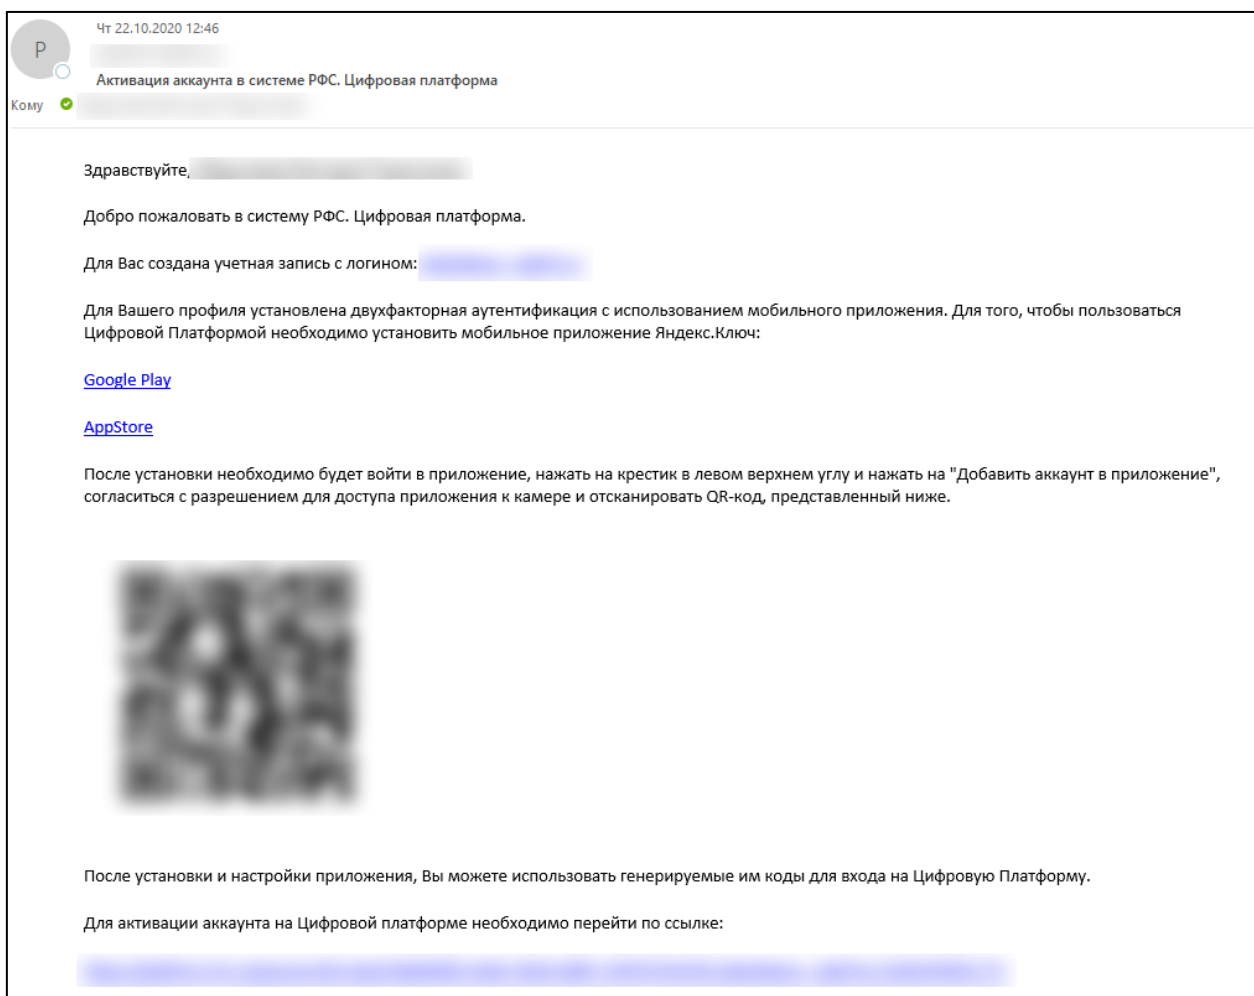 Чт 22.10.2020 12:46
Р
Активация аккаунта в системе РФС. Цифровая платформа
Кому
Здравствуйте,
Добро пожаловать в систему РФС. Цифровая платформа.
Для Вас создана учетная запись с логином:
Для Вашего профиля установлена двухфакторная аутентификация с использованием мобильного приложения. Для того, чтобы пользоваться
Цифровой Платформой необходимо установить мобильное приложение Яндекс.Ключ:
Google Play
AppStore
После установки необходимо будет войти в приложение, нажать на крестик в левом верхнем углу и нажать на "Добавить аккаунт в приложение",
согласиться с разрешением для доступа приложения к камере и отсканировать QR-код, представленный ниже.
После установки и настройки приложения, Вы можете использовать генерируемые им коды для входа на Цифровую Платформу.
Для активации аккаунта на Цифровой платформе необходимо перейти по ссылке: